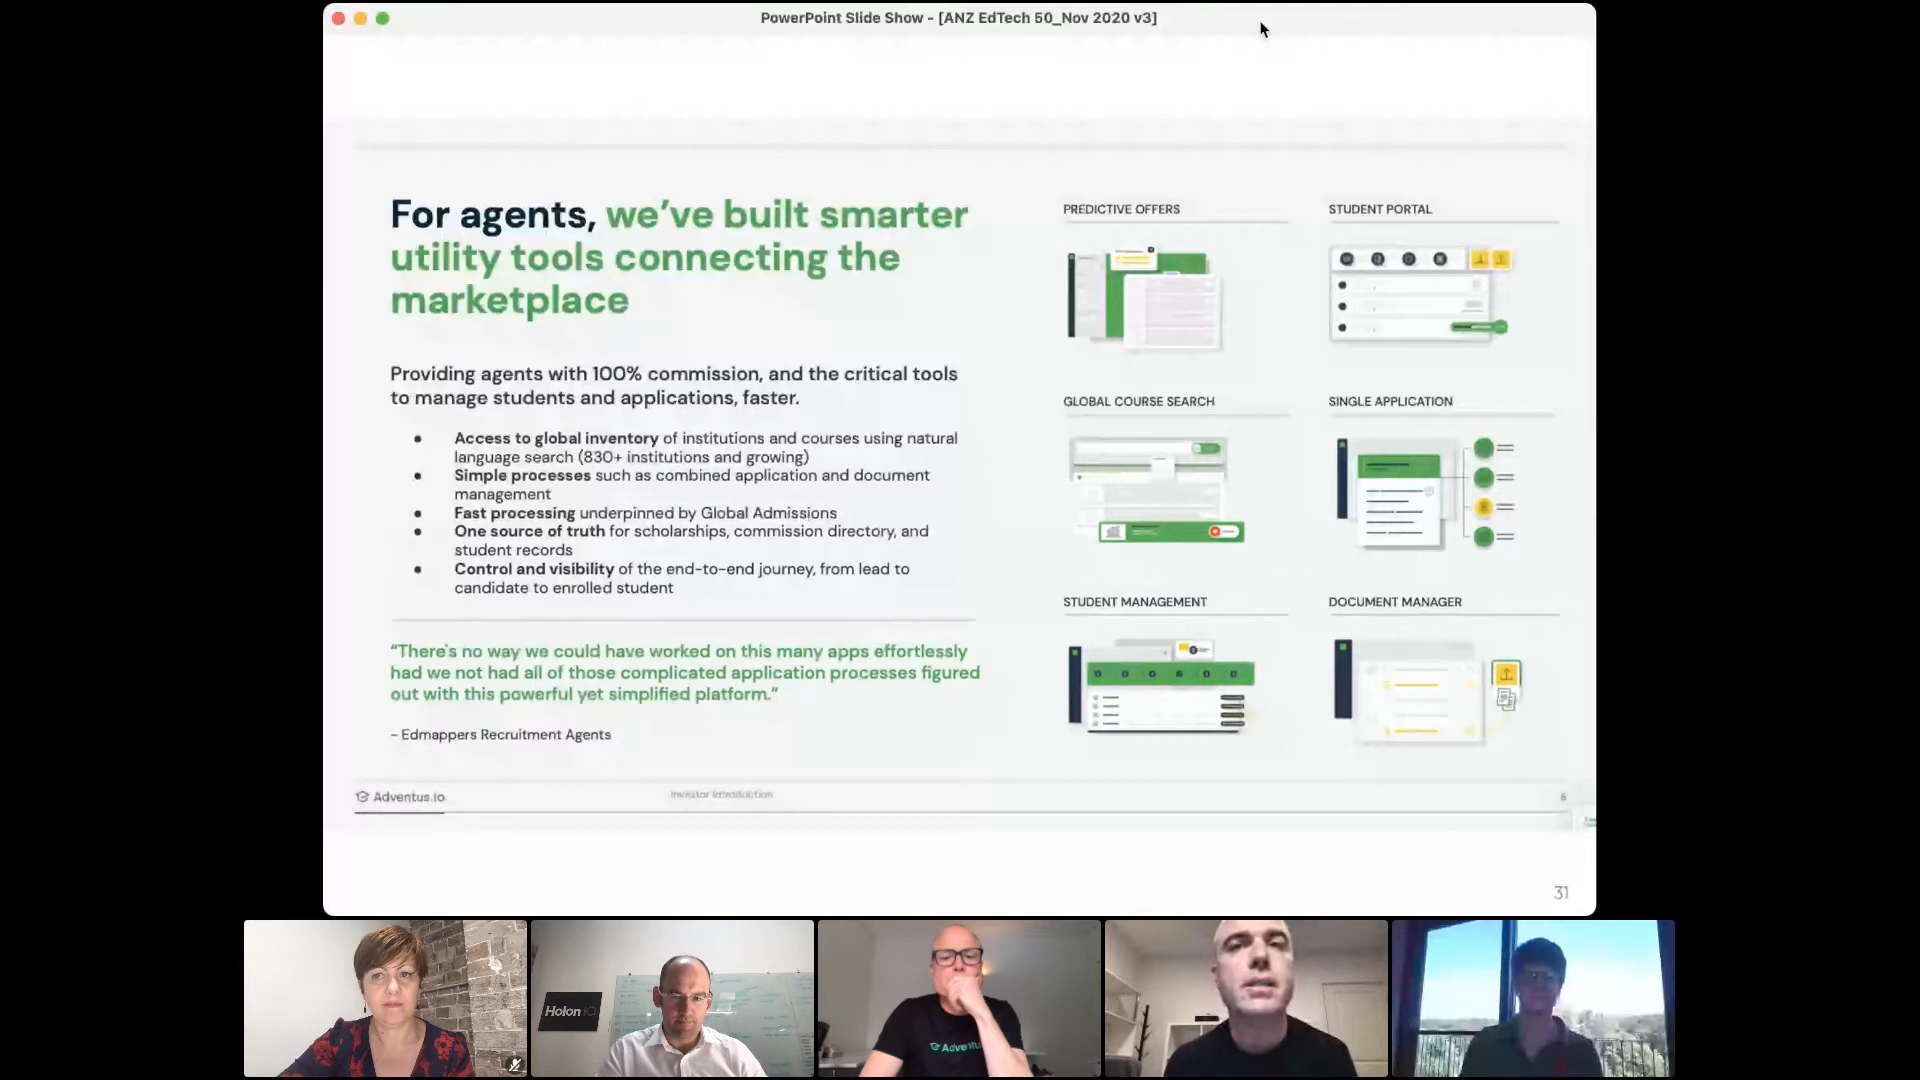 PowerPoint Slide Show - [ANZ EdTech 50_Nov 2020 v3]
For agents, we've built smarter
utility tools connecting the
marketplace
Providing agents with 100% commission, and the critical tools
to manage students and applications, faster.
● Access to global inventory of institutions and courses using natural
language search (830+ institutions and growing)
● Simple processes such as combined application and document
management
● Fast processing underpinned by Global Admissions
● One source of truth for scholarships, commission directory, and
student records
● Control and visibility of the end-to-end journey, from lead to
candidate to enrolled student
“There's no way we could have worked on this many apps effortlessly
had we not had all of those complicated application processes figured
out with this powerful yet simplified platform.”
- Edmappers Recruitment Agents
PREDICTIVE OFFERS
STUDENT PORTAL
GLOBAL COURSE SEARCH
SINGLE APPLICATION
STUDENT MANAGEMENT
DOCUMENT MANAGER
Adventus.io
Investor Introduction
6
31
Holon IQ
Adventu